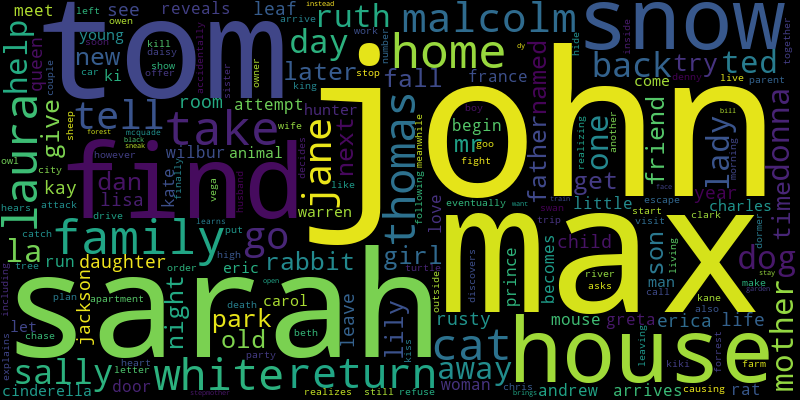 left owen reveals leaf ruth malcolm snow
meet see
young
new
car ki
help
queen
tom
kill daisy
soon
show
couple
offer
accidentally
sister
owner
day
later
home
hunter
work
number
stop
fall
king
france
named
try
back
ted
hide
dy
inside
together
instead
arrive
come
live parent
denny
bill
laura
give
tell
take
room attempt
wife
next
jane
john
begin
mr
boy
goo
fight
meanwhile
thomas
father
realizing
one
another
friend
lady
morning
time
donna
sheep
forest
mcquade
black
sneak
however
wilbur animal
decides
owl
city
kay
dan
lisa
find
kate
finally
vega
husband
like
warren
following
eventually want
love
get
little
year
charles
train
face
escape
start clark
visit
trip
swan
hears
attack
catch
drive
learns
la
family
go
put
run
daughter eric
high
rabbit
girl
turtle
son
man
call
living
dog
dormer
stay
garden
make
tree
order
open
including
plan
apartment
jackson
night
death carol
outside
discovers
prince
becomes
child
river
asks
max
kane
also
mother
sarah
park
old
beth
leave
lily
kiss
rusty
mouse greta erica life
let
chase
explains
heart
party
cat
house
leaving
kiki
forrest
farm
sally
letter
white return away
woman chris
andrew arrives causing rat
cinderella
door
stepmother
realizes still refuse
brings